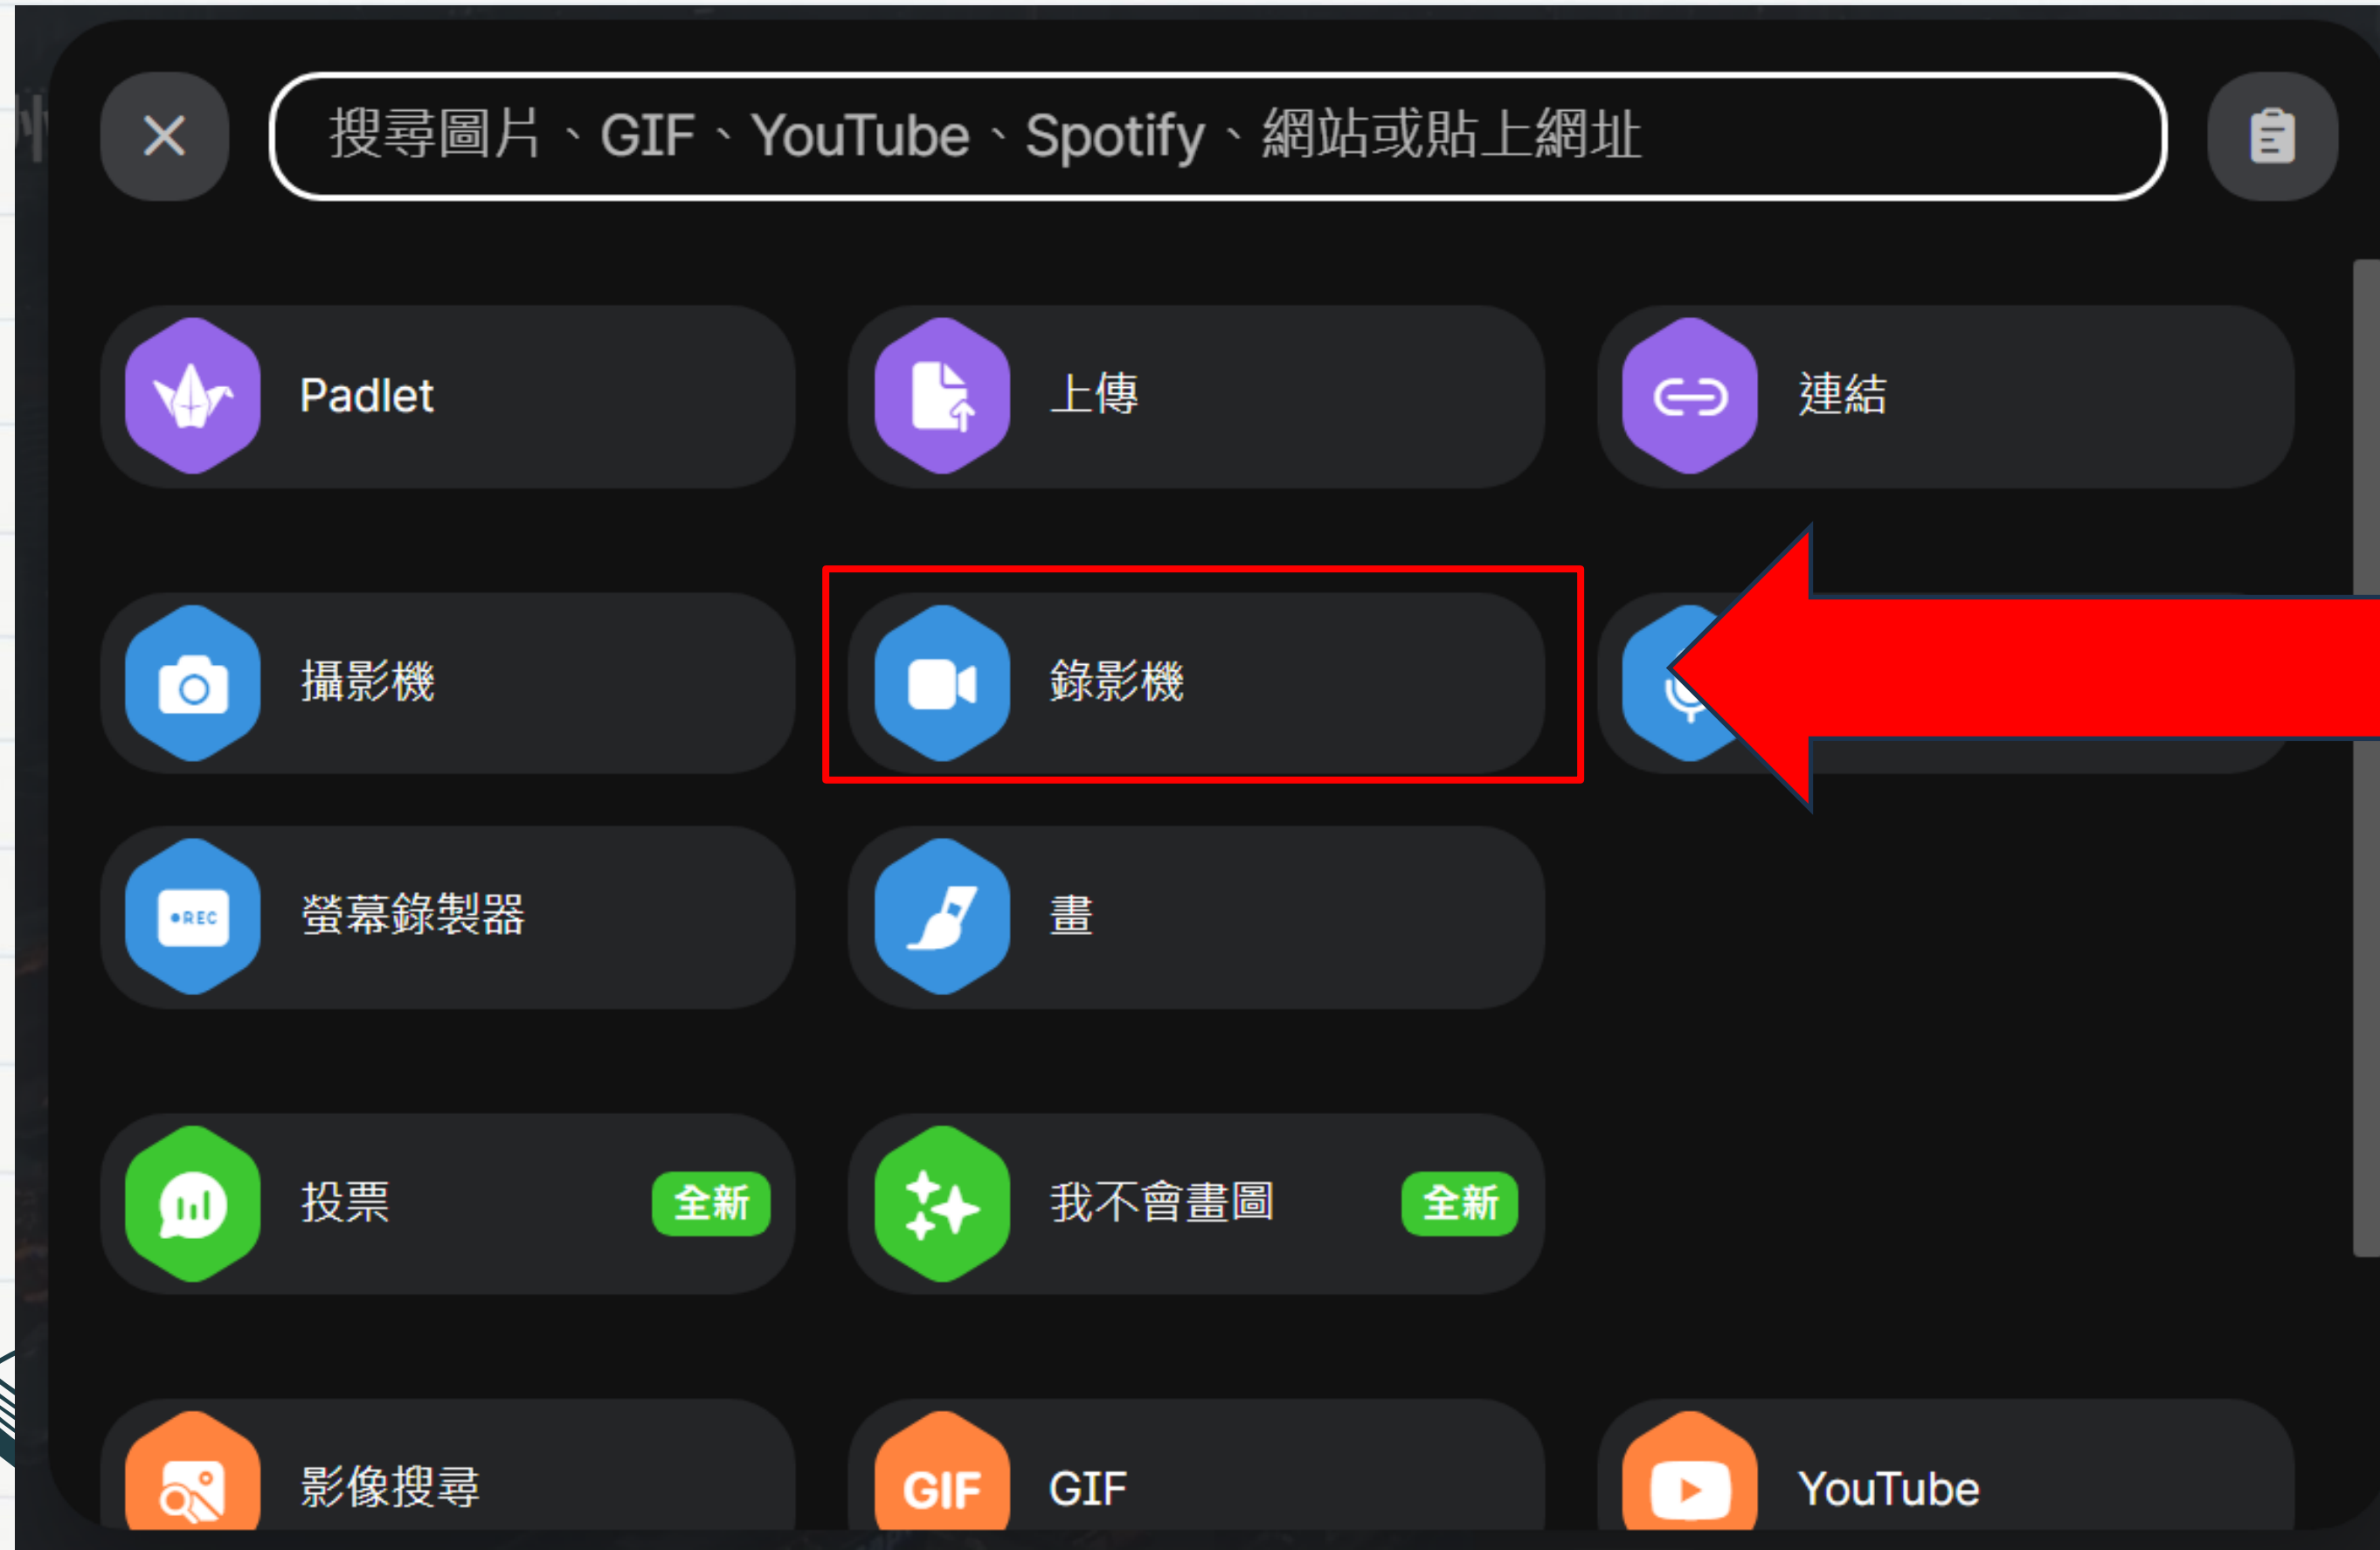 搜尋圖片、GIF、YouTube、Spotify、網站或貼上網址
Padlet
上傳
連結
攝影機
錄影機
螢幕錄製器
REC
畫
投票
全新
我不會畫圖
全新
影像搜尋
GIF
GIF
YouTube